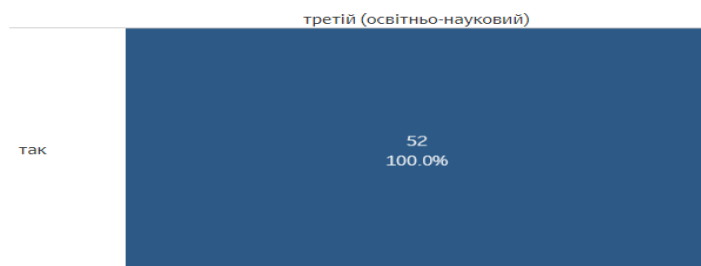 третій (освітньо-науковий)
так
52
100.0%